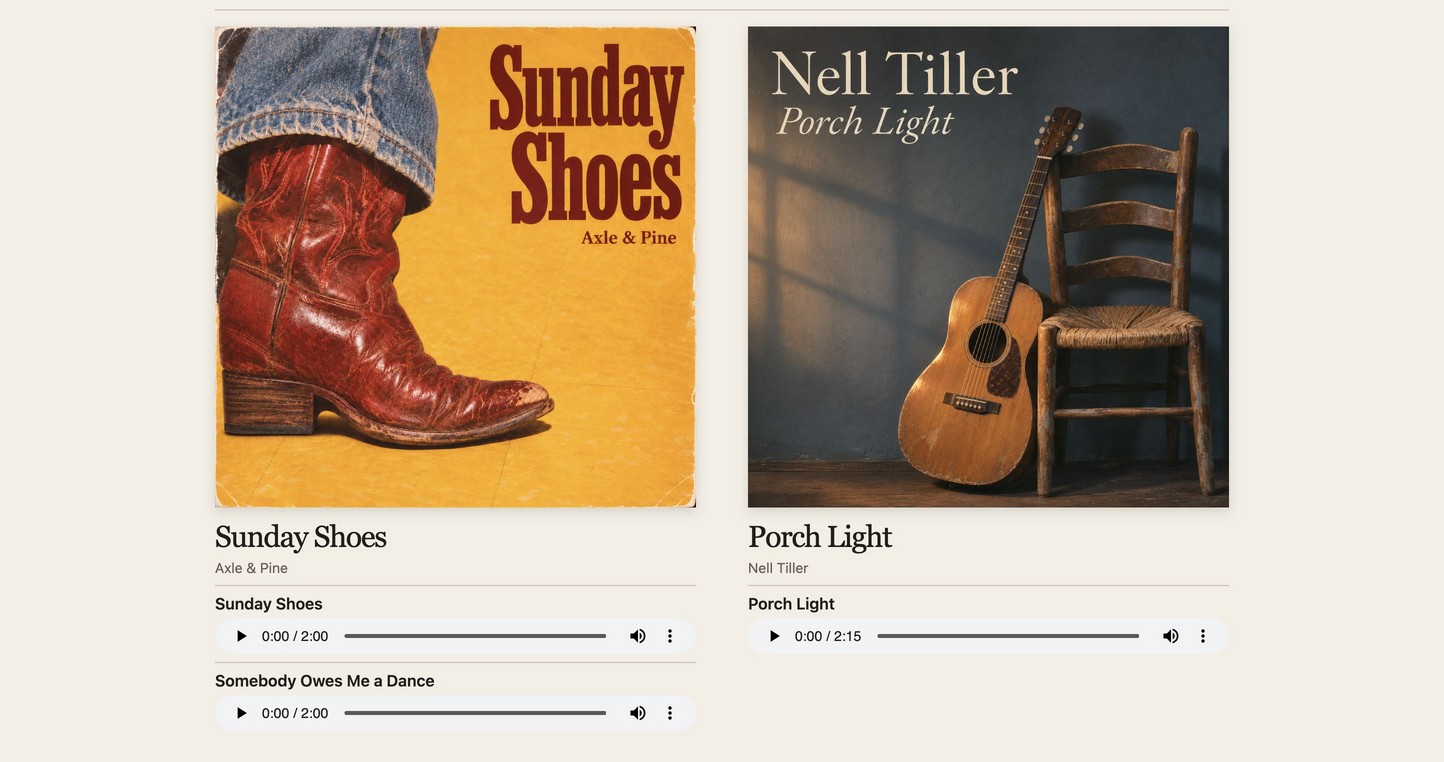 Sunday
Shoes
Axle & Pine
Sunday Shoes
Axle & Pine
Sunday Shoes
0:00 / 2:00
Somebody Owes Me a Dance
0:00 / 2:00
Nell Tiller
Porch Light
Porch Light
Nell Tiller
Porch Light
0:00 / 2:15